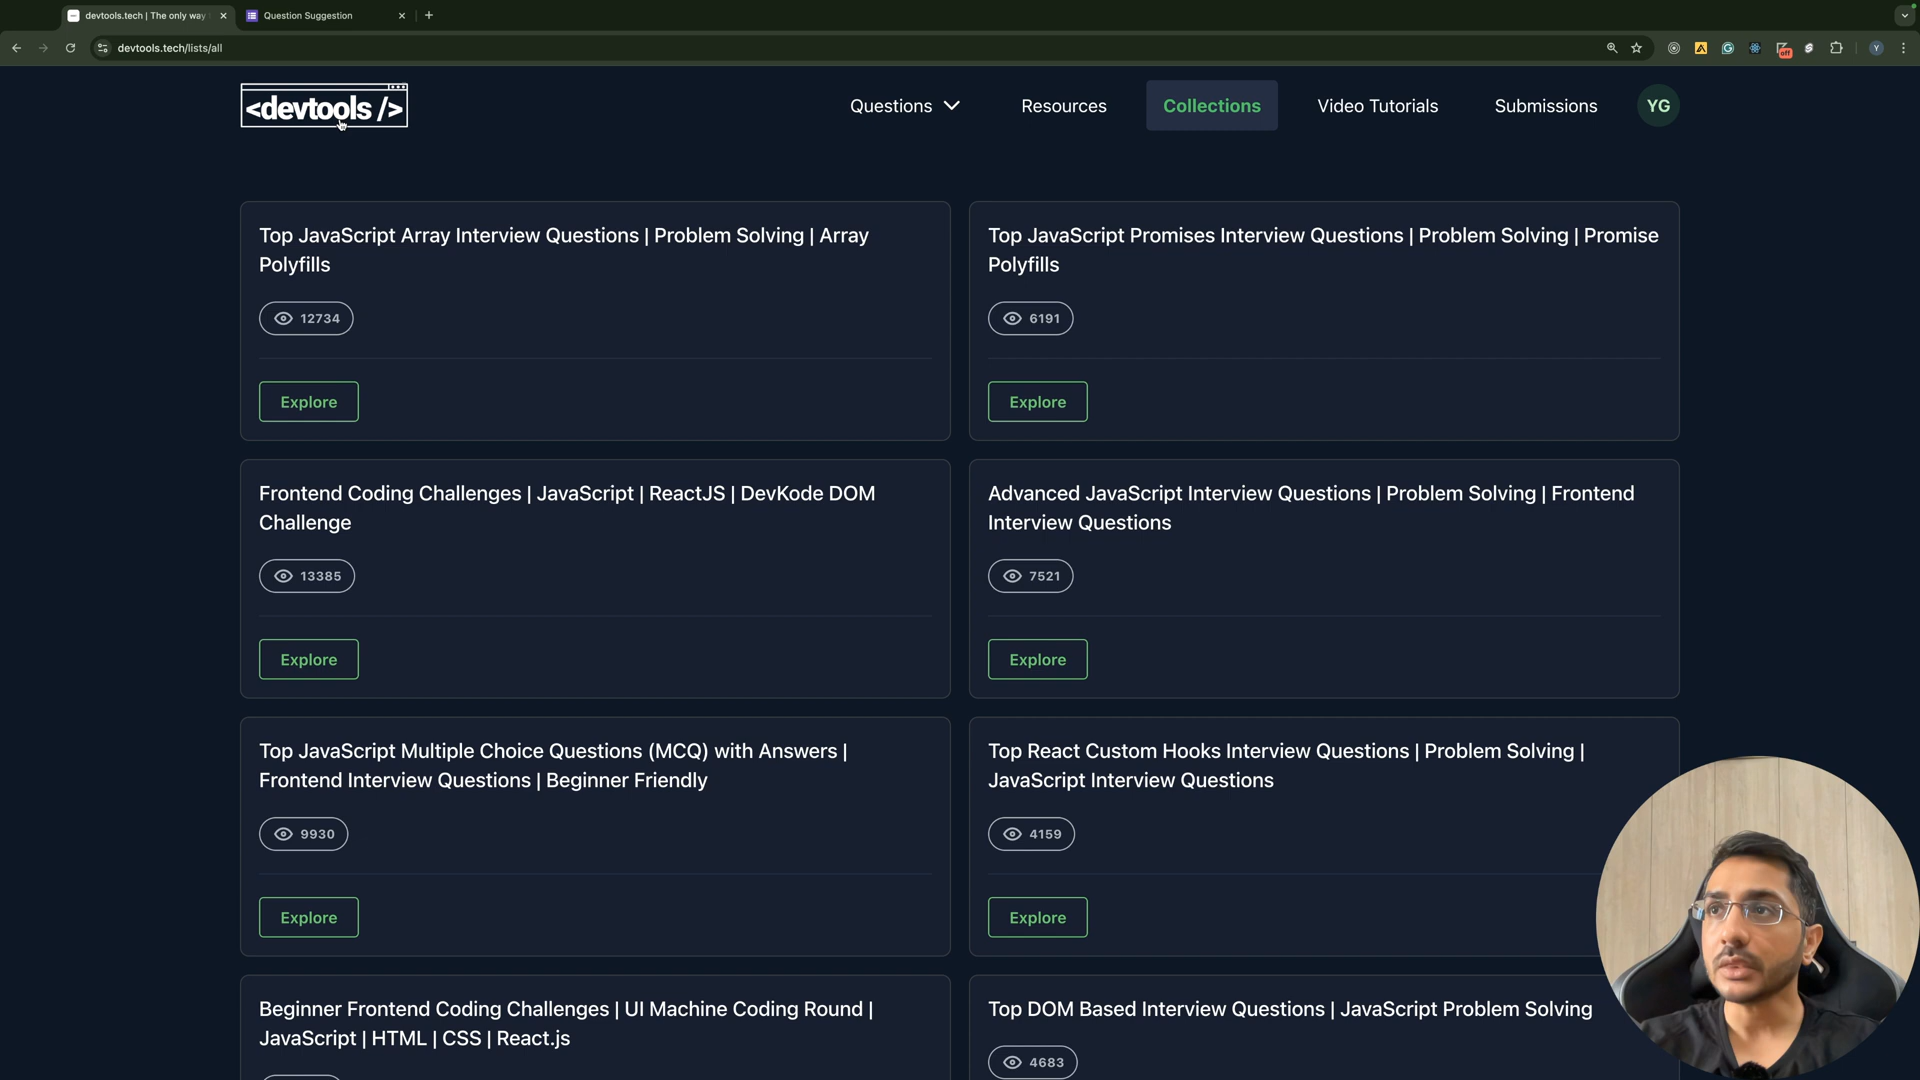 devtools.tech | The only way
Question Suggestion
devtools.tech/lists/all
off
Y
<devtools />
Questions
Resources
Collections
Video Tutorials
Submissions
YG
Top JavaScript Array Interview Questions | Problem Solving | Array
Polyfills
12734
Explore
Top JavaScript Promises Interview Questions | Problem Solving | Promise
Polyfills
6191
Explore
Frontend Coding Challenges | JavaScript | ReactJS | DevKode DOM
Challenge
13385
Explore
Advanced JavaScript Interview Questions | Problem Solving | Frontend
Interview Questions
7521
Explore
Top JavaScript Multiple Choice Questions (MCQ) with Answers |
Frontend Interview Questions | Beginner Friendly
9930
Explore
Top React Custom Hooks Interview Questions | Problem Solving |
JavaScript Interview Questions
4159
Explore
Beginner Frontend Coding Challenges | UI Machine Coding Round |
JavaScript | HTML | CSS | React.js
Top DOM Based Interview Questions | JavaScript Problem Solving
4683